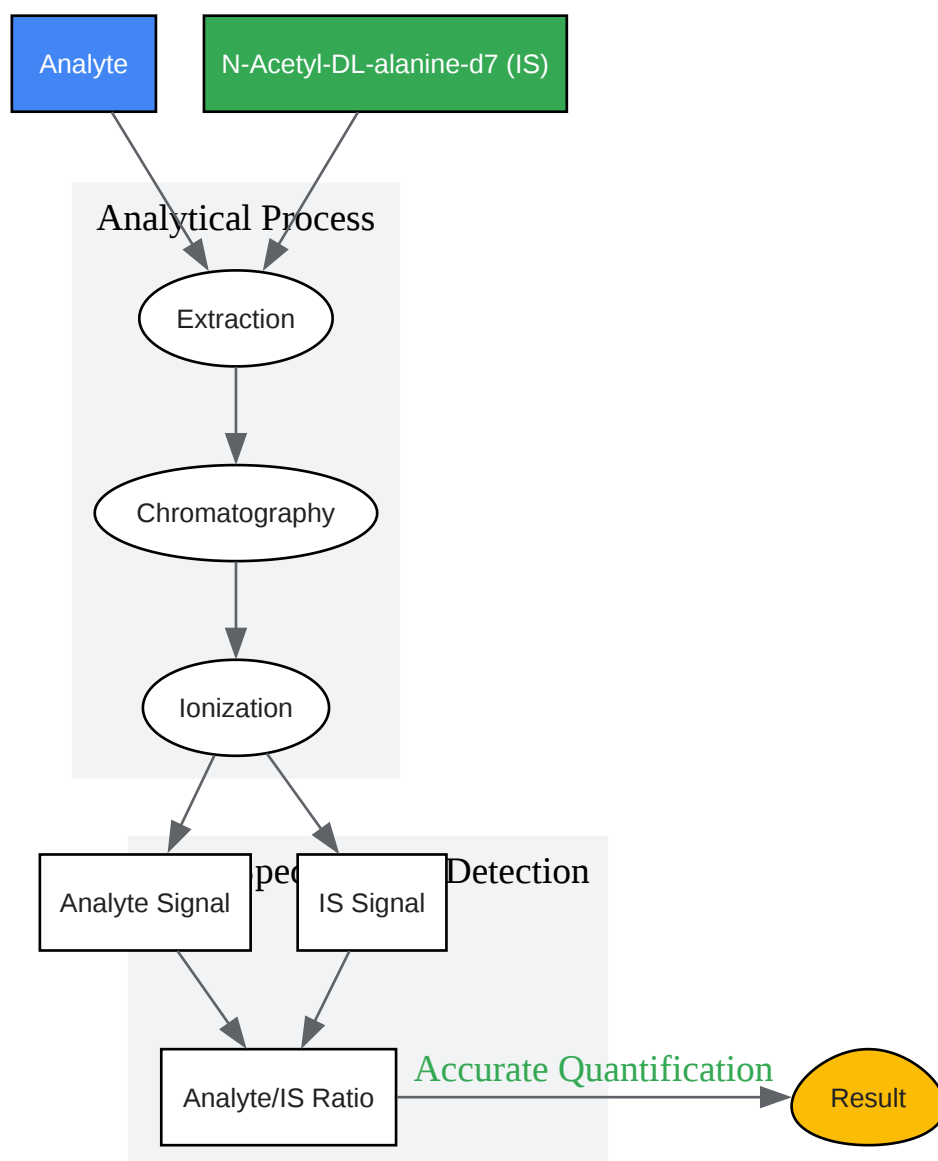 Analyte
N-Acetyl-DL-alanine-d7 (IS)
Analytical Process
Extraction
Chromatography
Ionization
Detection
Analyte Signal
IS Signal
Accurate Quantification
Analyte/IS Ratio
Result